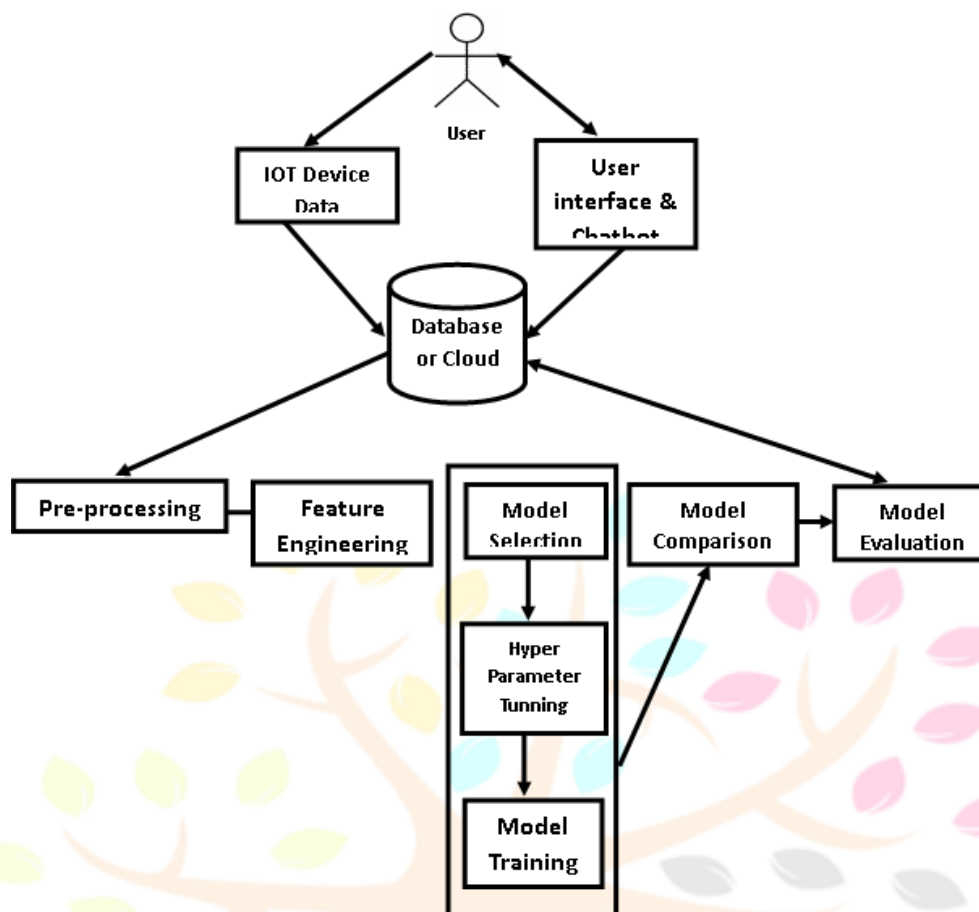 User
IOT Device
Data
User
interface &
Chatbot
Database
or Cloud
Pre-processing
Feature
Engineering
Model
Selection
Hyper
Parameter
Tunning
Model
Training
Model
Comparison
Model
Evaluation